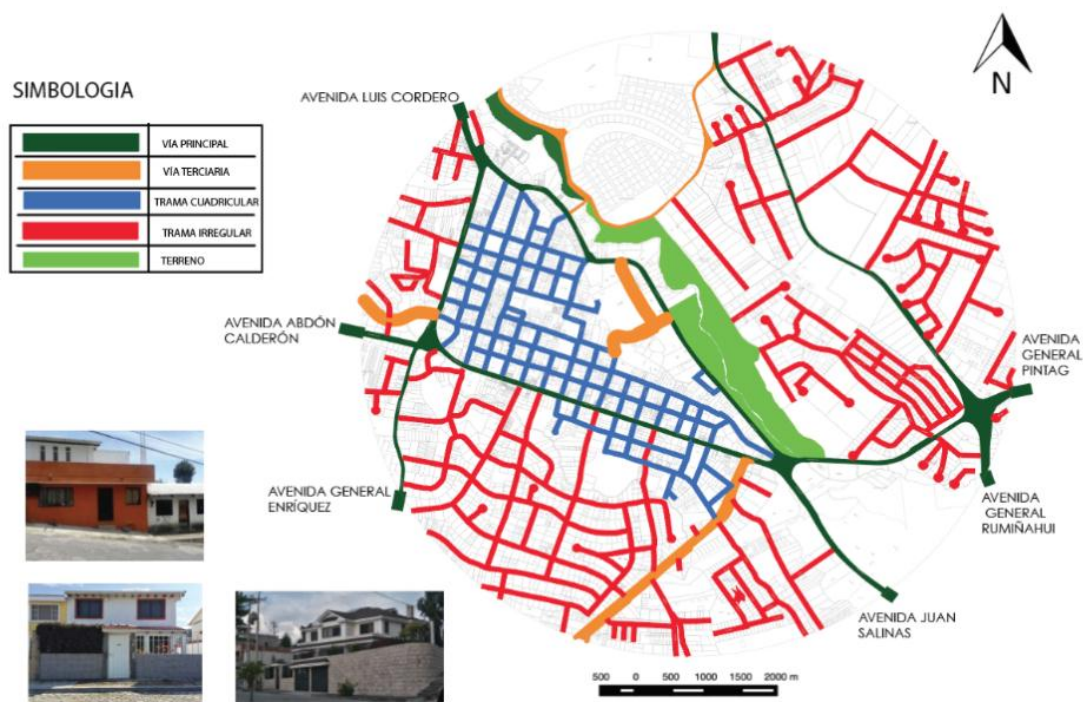 SIMBOLOGIA
VÍA PRINCIPAL
VÍA TERCIARIA
TRAMA CUADRICULAR
TRAMA IRREGULAR
TERRENO
N
AVENIDA LUIS CORDERO
AVENIDA ABDÓN
CALDERÓN
AVENIDA
GENERAL
PINTAG
AVENIDA GENERAL
ENRÍQUEZ
AVENIDA
GENERAL
RUMIÑAHUI
AVENIDA JUAN
SALINAS
500 0 500 1000 1500 2000 m